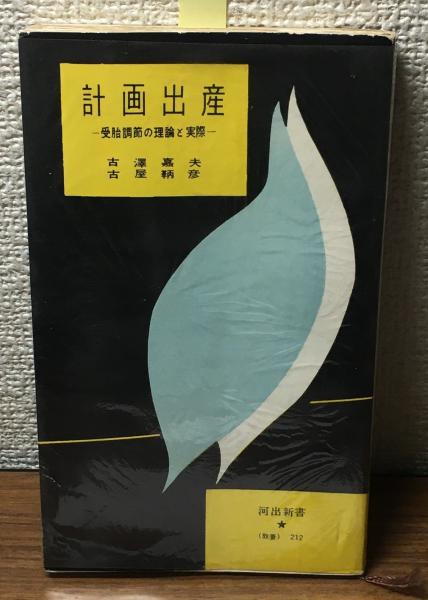 計画出産
―受胎調節の理論と実際―
古澤嘉夫
古屋鞆彦
河出新書
★
(教養) 212